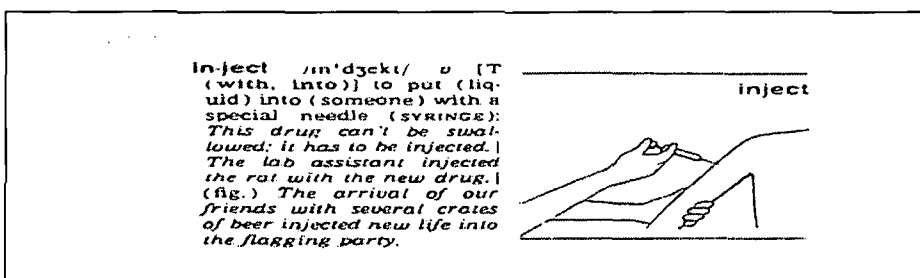 in·ject /ɪn'dʒekt/ v [T
(with, into)] to put (liq-
uid) into (someone) with a
special needle (SYRINGE):
This drug can't be swal-
lowed; it has to be injected. |
The lab assistant injected
the rat with the new drug. |
(fig.) The arrival of our
friends with several crates
of beer injected new life into
the flagging party.
inject